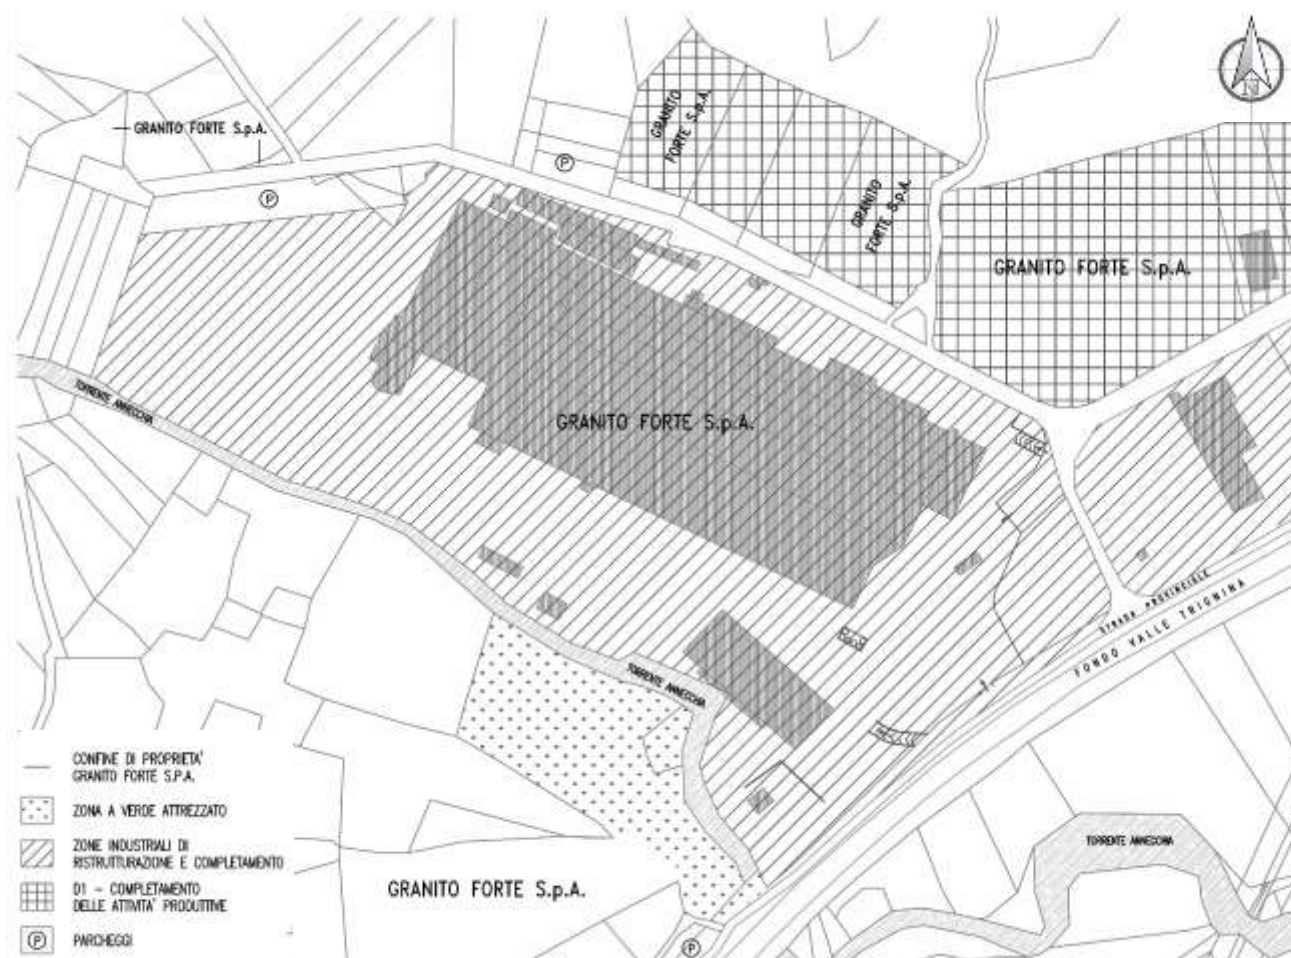 N
GRANITO FORTE S.p.A.
P
P
GRANITO
FORTE S.p.A.
GRANITO
FORTE S.p.A.
GRANITO FORTE S.p.A.
TORRENTE ANNECCHIA
GRANITO FORTE S.p.A.
STRADA PROVINCIALE
FONDO VALLE TRIGNINA
TORRENTE ANNECCHIA
CONFINE DI PROPRIETA'
GRANITO FORTE S.P.A.
ZONA A VERDE ATTREZZATO
ZONE INDUSTRIALI DI
RISTRUTTURAZIONE E COMPLETAMENTO
D1 - COMPLETAMENTO
DELLE ATTIVITA' PRODUTTIVE
P PARCHEGGI
GRANITO FORTE S.p.A.
TORRENTE ANNECCHIA
P